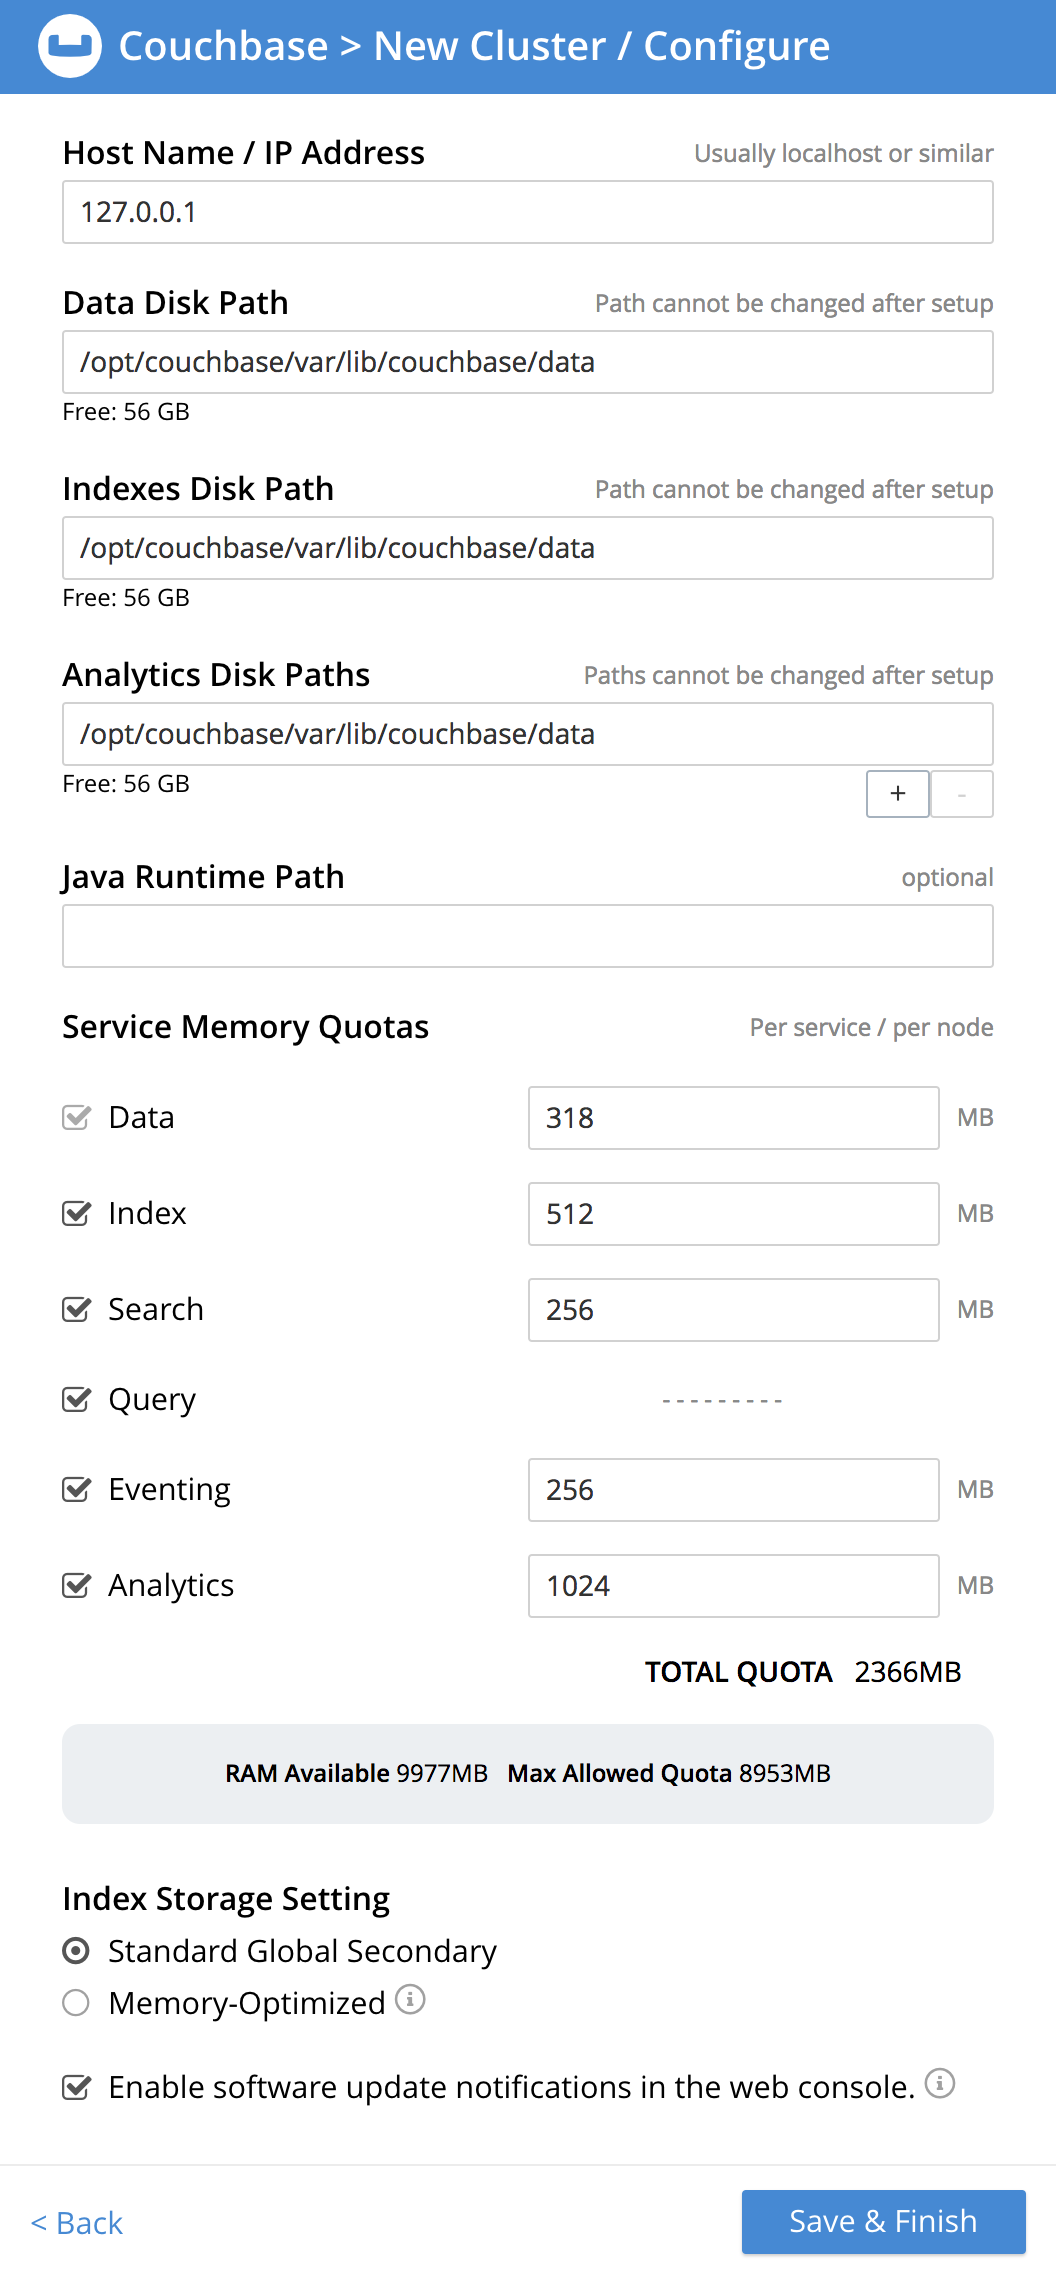 Couchbase > New Cluster / Configure
Host Name / IP Address Usually localhost or similar
127.0.0.1
Data Disk Path Path cannot be changed after setup
/opt/couchbase/var/lib/couchbase/data
Free: 56 GB
Indexes Disk Path Path cannot be changed after setup
/opt/couchbase/var/lib/couchbase/data
Free: 56 GB
Analytics Disk Paths Paths cannot be changed after setup
/opt/couchbase/var/lib/couchbase/data
Free: 56 GB
+ -
Java Runtime Path optional
Service Memory Quotas Per service / per node
Data 318 MB
Index 512 MB
Search 256 MB
Query ---------
Eventing 256 MB
Analytics 1024 MB
TOTAL QUOTA 2366MB
RAM Available 9977MB Max Allowed Quota 8953MB
Index Storage Setting
Standard Global Secondary
Memory-Optimized i
Enable software update notifications in the web console. i
< Back Save & Finish